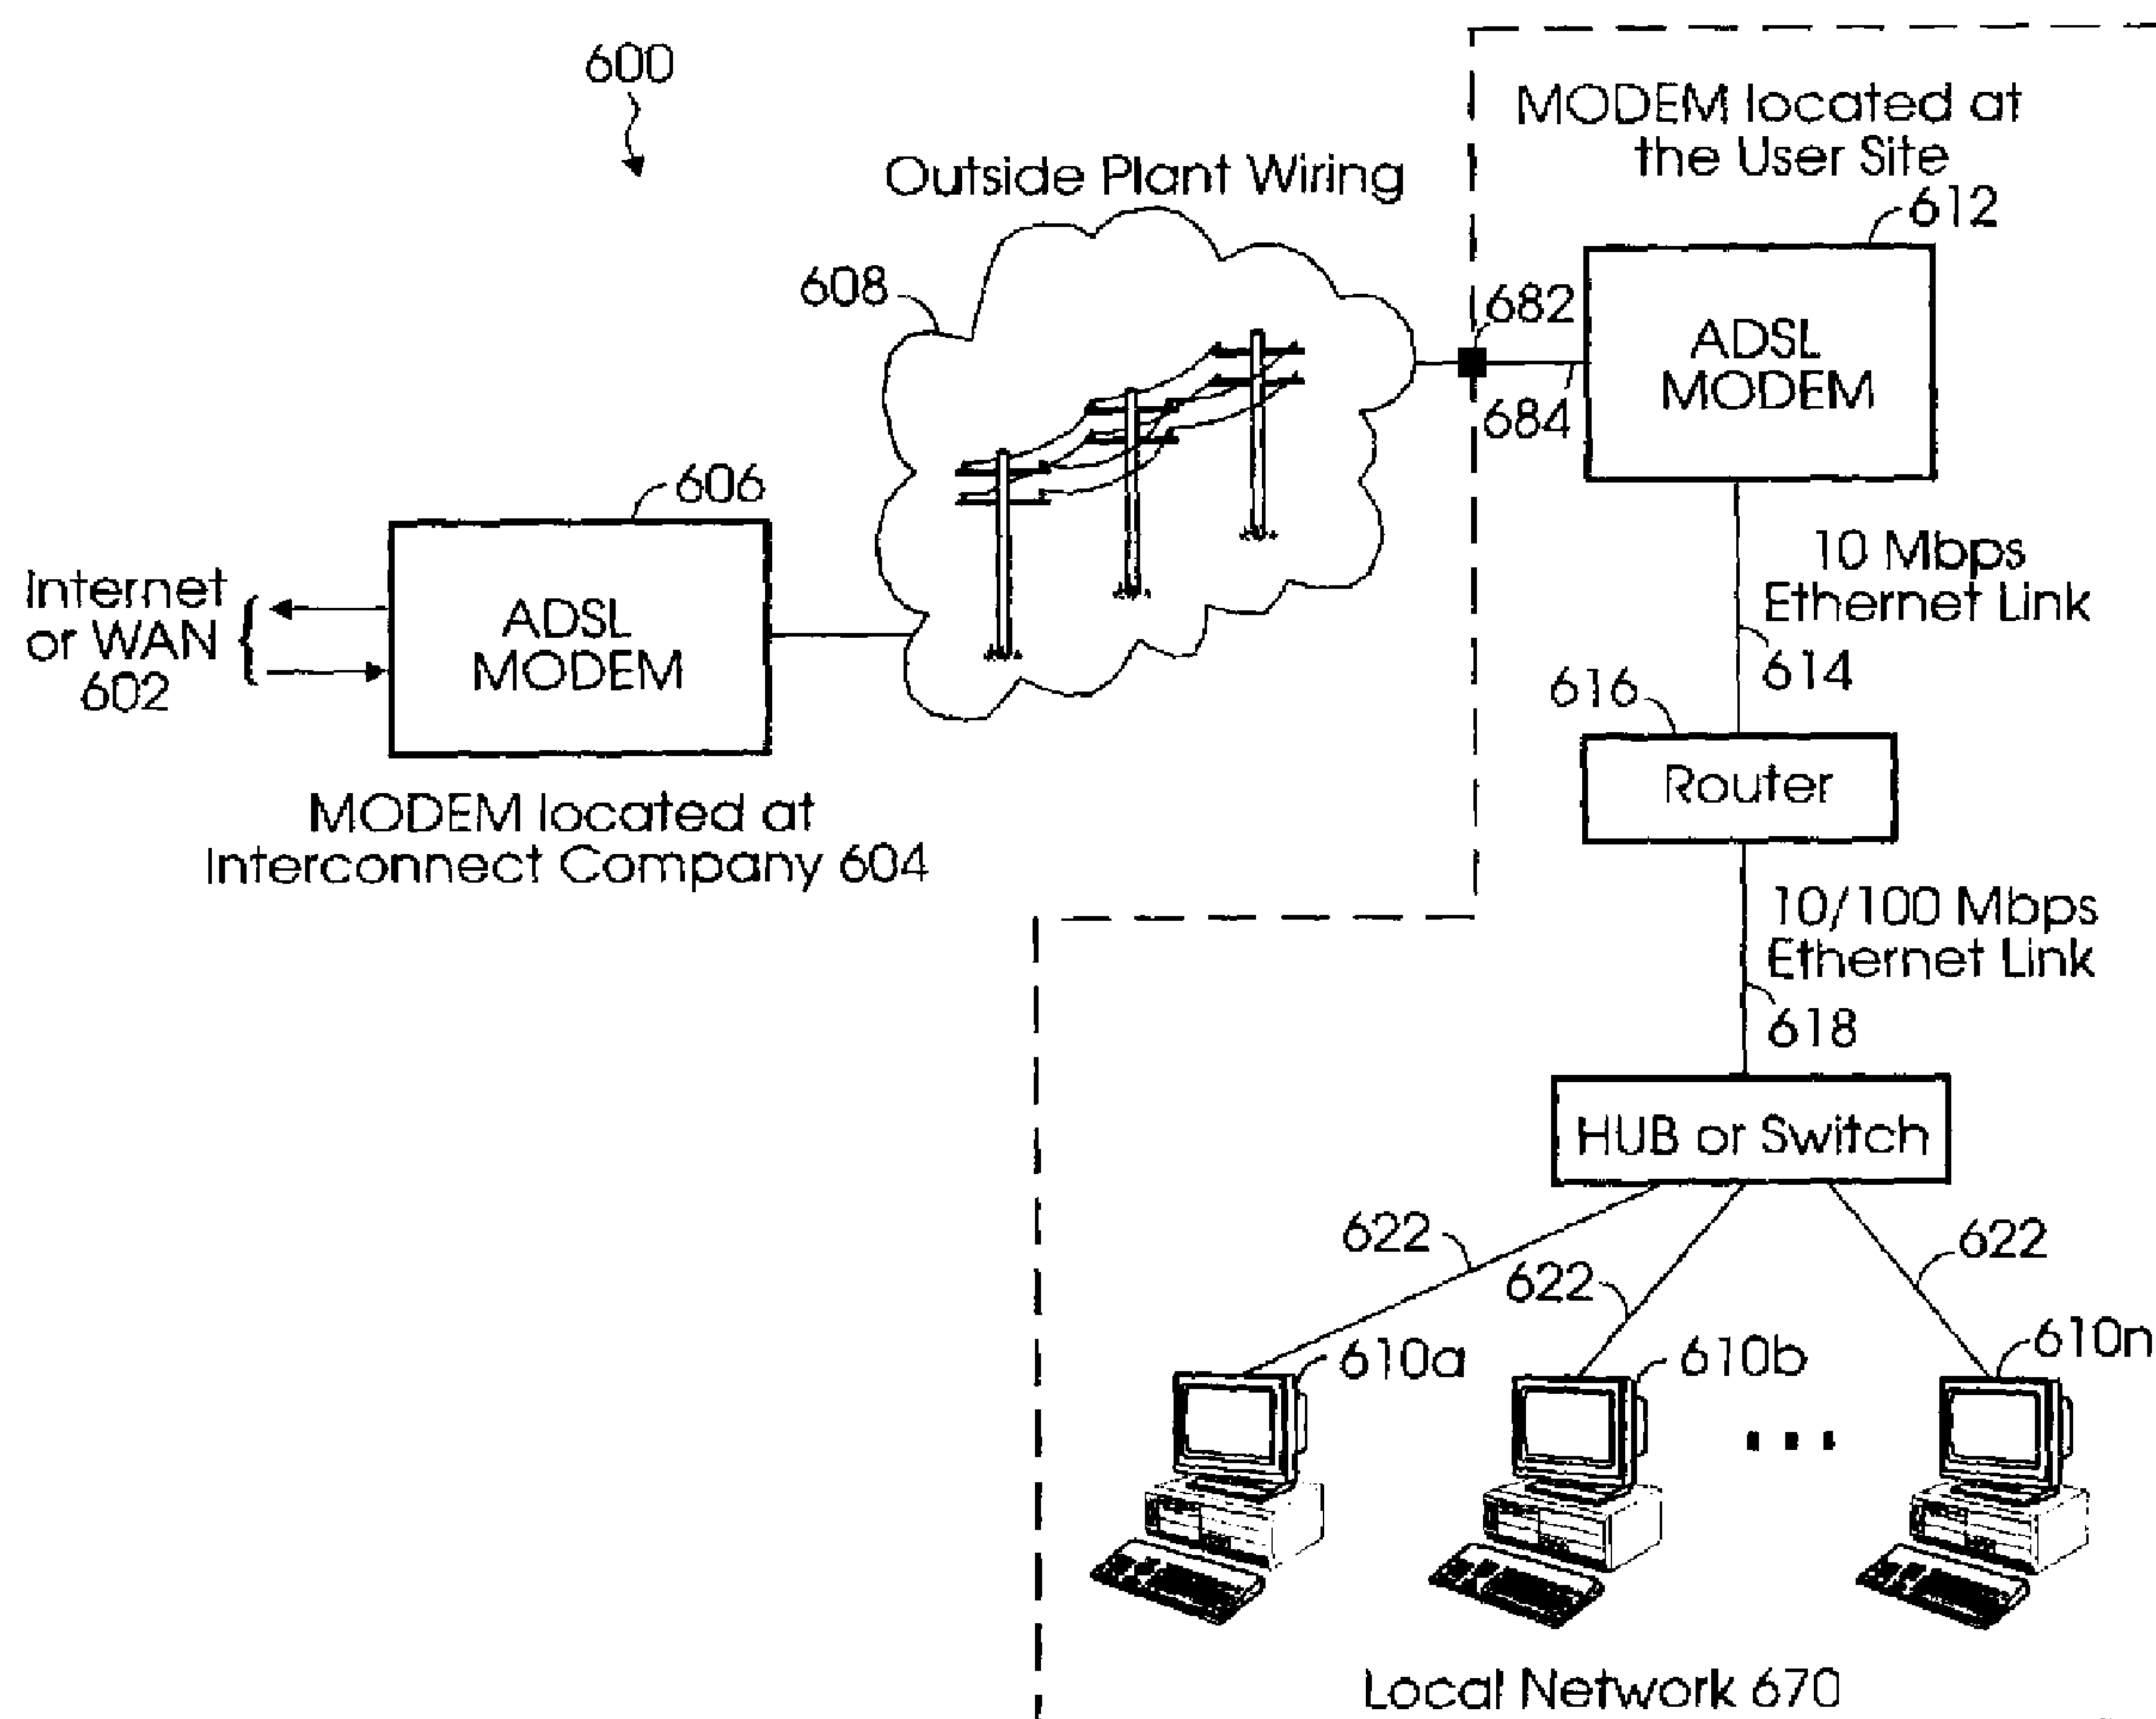 600
Outside Plant Wiring
608
MODEM located at
the User Site
612
682
684
ADSL
MODEM
606
Internet
or WAN
602
ADSL
MODEM
MODEM located at
Interconnect Company 604
10 Mbps
Ethernet Link
614
616
Router
10/100 Mbps
Ethernet Link
618
HUB or Switch
622
622
622
610a
610b
610n
Local Network 670